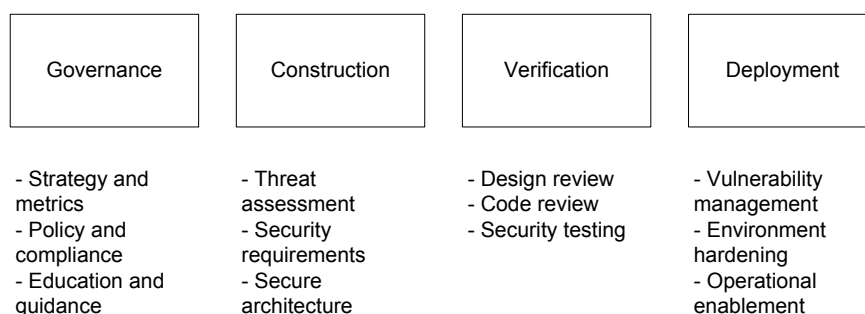 Governance
Construction
Verification
Deployment
- Strategy and
metrics
- Policy and
compliance
- Education and
guidance
- Threat
assessment
- Security
requirements
- Secure
architecture
- Design review
- Code review
- Security testing
- Vulnerability
management
- Environment
hardening
- Operational
enablement